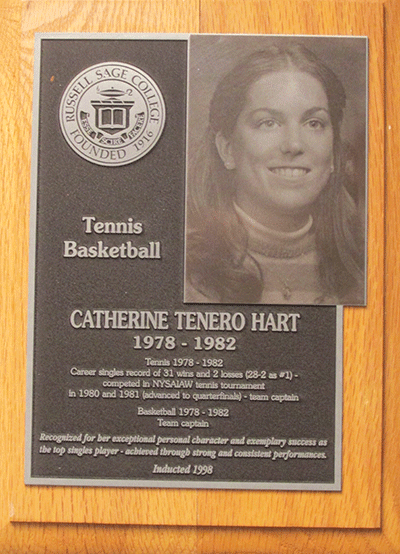 RUSSELL SAGE COLLEGE
FOUNDED 1916
ESSE SCIRE FACERE
Tennis
Basketball
CATHERINE TENERO HART
1978 - 1982
Tennis 1978 - 1982
Career singles record of 31 wins and 2 losses (28-2 as #1) -
competed in NYSAIAW tennis tournament
in 1980 and 1981 (advanced to quarterfinals) - team captain
Basketball 1978 - 1982
Team captain
Recognized for her exceptional personal character and exemplary success as
the top singles player - achieved through strong and consistent performances.
Inducted 1998